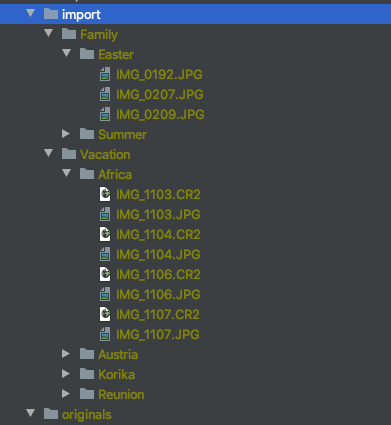 import
Family
Easter
IMG_0192.JPG
IMG_0207.JPG
IMG_0209.JPG
Summer
Vacation
Africa
IMG_1103.CR2
IMG_1103.JPG
IMG_1104.CR2
IMG_1104.JPG
IMG_1106.CR2
IMG_1106.JPG
IMG_1107.CR2
IMG_1107.JPG
Austria
Korika
Reunion
originals